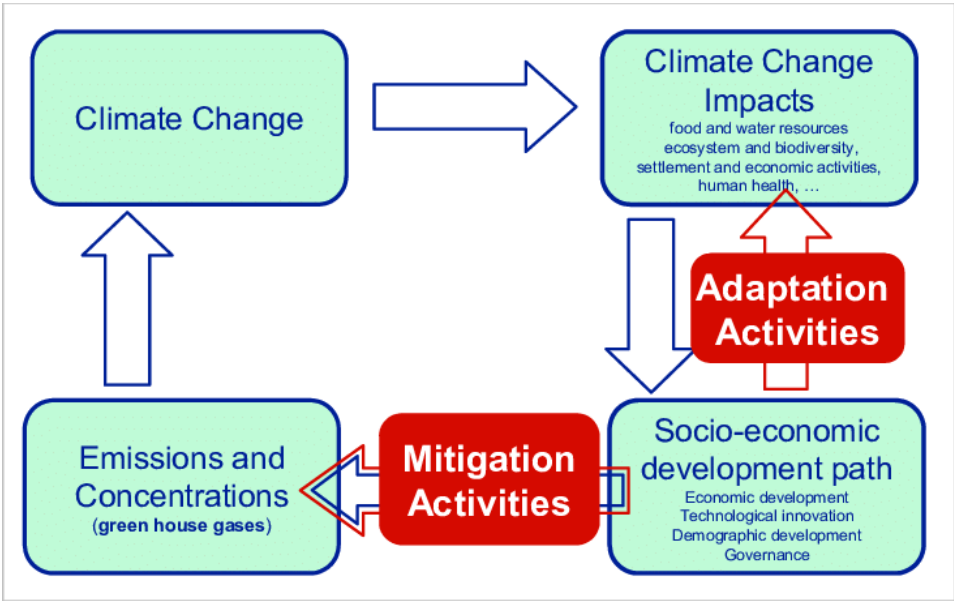 Climate Change
Climate Change
Impacts
food and water resources
ecosystem and biodiversity,
settlement and economic activities,
human health, ...
Adaptation
Activities
Emissions and
Concentrations
(green house gases)
Mitigation
Activities
Socio-economic
development path
Economic development
Technological innovation
Demographic development
Governance